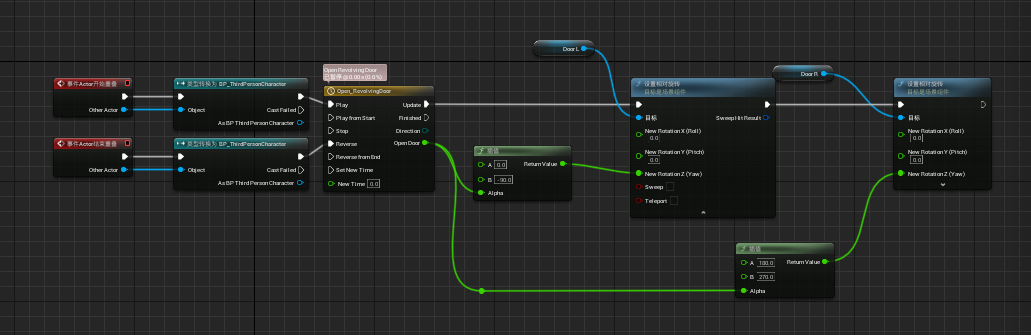 Door L
Open Revolving Door
已暂停 @ 0.00 s (0.0%)
Door R
事件Actor开始重叠
Other Actor
类型转换为 BP_ThirdPersonCharacter
Object
Cast Failed
As BP Third Person Character
Open_RevolvingDoor
Play
Play from Start
Stop
Reverse
Reverse from End
Set New Time
New Time 0.0
Update
Finished
Direction
Open Door
事件Actor结束重叠
Other Actor
类型转换为 BP_ThirdPersonCharacter
Object
Cast Failed
As BP Third Person Character
插值
A 0.0
B -90.0
Alpha
Return Value
设置相对旋转
目标是场景组件
目标
New Rotation X (Roll)
0.0
New Rotation Y (Pitch)
0.0
New Rotation Z (Yaw)
Sweep
Teleport
Sweep Hit Result
设置相对旋转
目标是场景组件
目标
New Rotation X (Roll)
0.0
New Rotation Y (Pitch)
0.0
New Rotation Z (Yaw)
插值
A 180.0
B 270.0
Alpha
Return Value